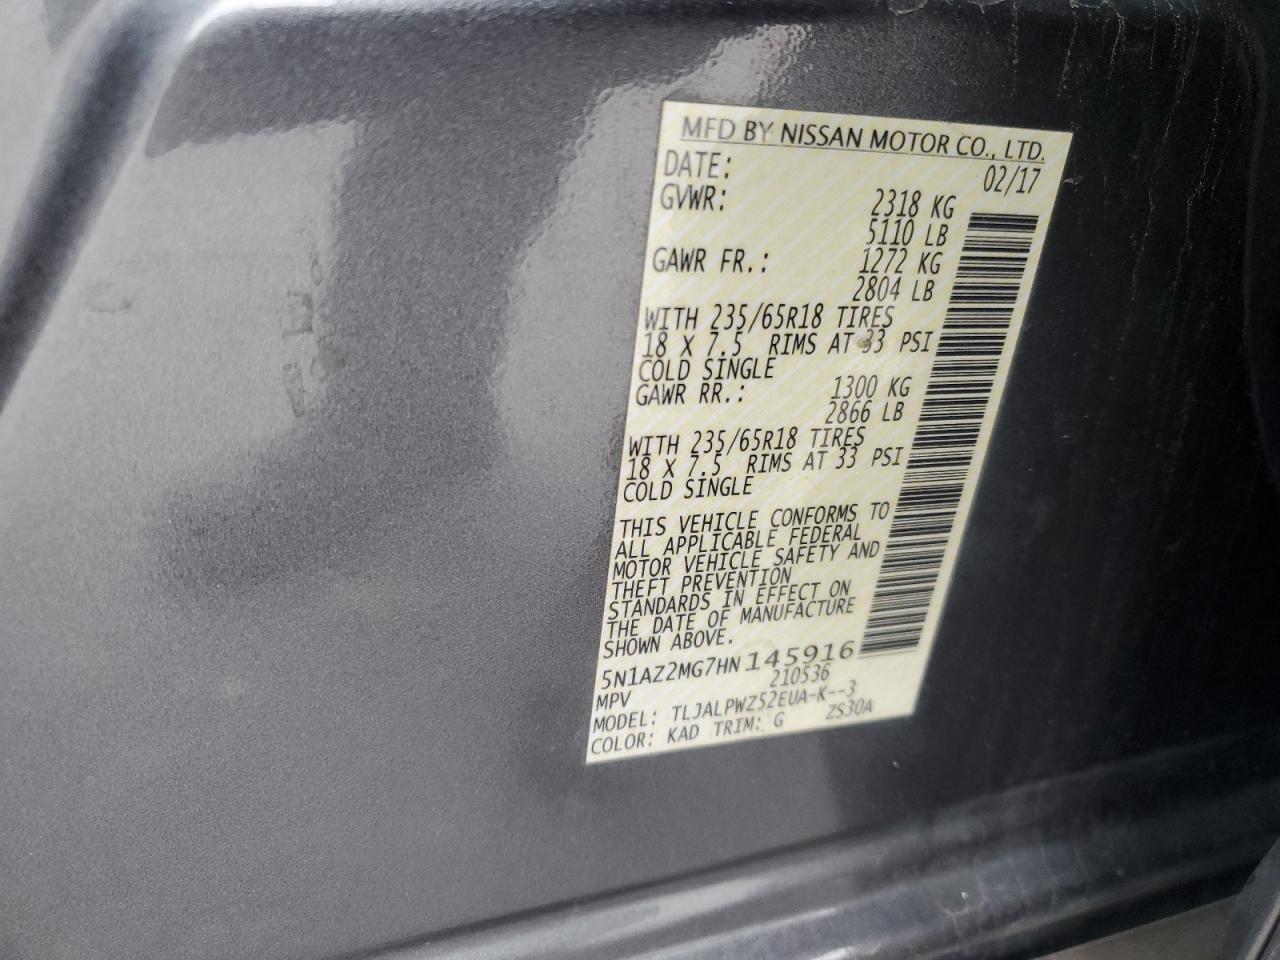 MFD BY NISSAN MOTOR CO., LTD.
DATE: 02/17
GVWR: 2318 KG
5110 LB
GAWR FR.: 1272 KG
2804 LB
WITH 235/65R18 TIRES
18 X 7.5 RIMS AT 33 PSI
COLD SINGLE
GAWR RR.: 1300 KG
2866 LB
WITH 235/65R18 TIRES
18 X 7.5 RIMS AT 33 PSI
COLD SINGLE
THIS VEHICLE CONFORMS TO
ALL APPLICABLE FEDERAL
MOTOR VEHICLE SAFETY AND
THEFT PREVENTION
STANDARDS IN EFFECT ON
THE DATE OF MANUFACTURE
SHOWN ABOVE.
5N1AZ2MG7HN145916
MPV 210536
MODEL: TLJALPWZ52EUA-K--3
COLOR: KAD TRIM: G ZS30A